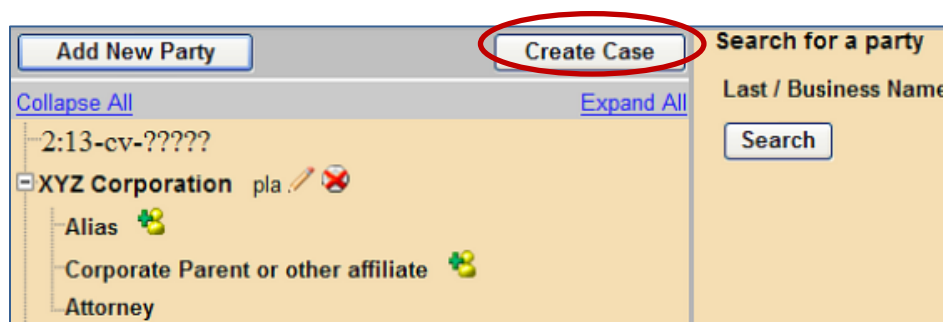 Add New Party
Create Case
Collapse All
Expand All
2:13-cv-?????
XYZ Corporation pla
Alias
Corporate Parent or other affiliate
Attorney
Search for a party
Last / Business Name
Search